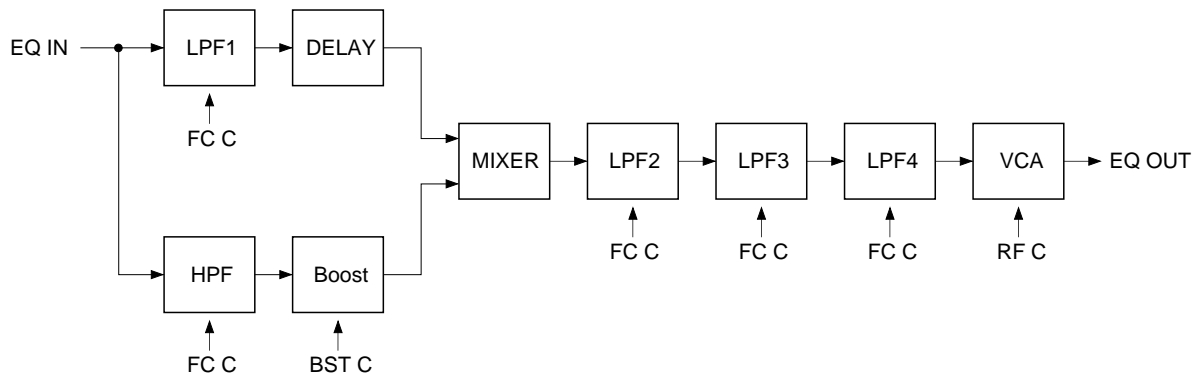 EQ IN
LPF1
DELAY
FC C
MIXER
LPF2
LPF3
LPF4
VCA
EQ OUT
FC C
FC C
FC C
RF C
HPF
Boost
FC C
BST C